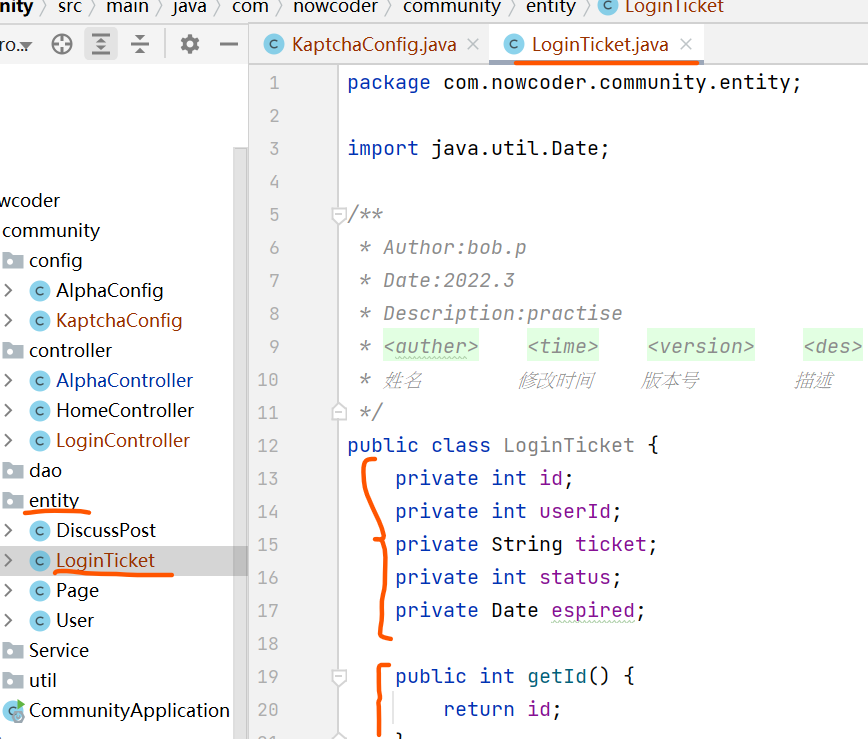 nity 〉 src 〉 main 〉 java 〉 com 〉 nowcoder 〉 community 〉 entity 〉 C LoginTicket
ro...
C KaptchaConfig.java ×
C LoginTicket.java ×
wcoder
community
config
C AlphaConfig
C KaptchaConfig
controller
C AlphaController
C HomeController
C LoginController
dao
entity
C DiscussPost
C LoginTicket
C Page
C User
Service
util
C CommunityApplication
1 package com.nowcoder.community.entity;
2
3 import java.util.Date;
4
5 /**
6 * Author:bob.p
7 * Date:2022.3
8 * Description:practise
9 * <auther> <time> <version> <des>
10 * 姓名 修改时间 版本号 描述
11 */
12 public class LoginTicket {
13 private int id;
14 private int userId;
15 private String ticket;
16 private int status;
17 private Date espired;
18
19 public int getId() {
20 return id;